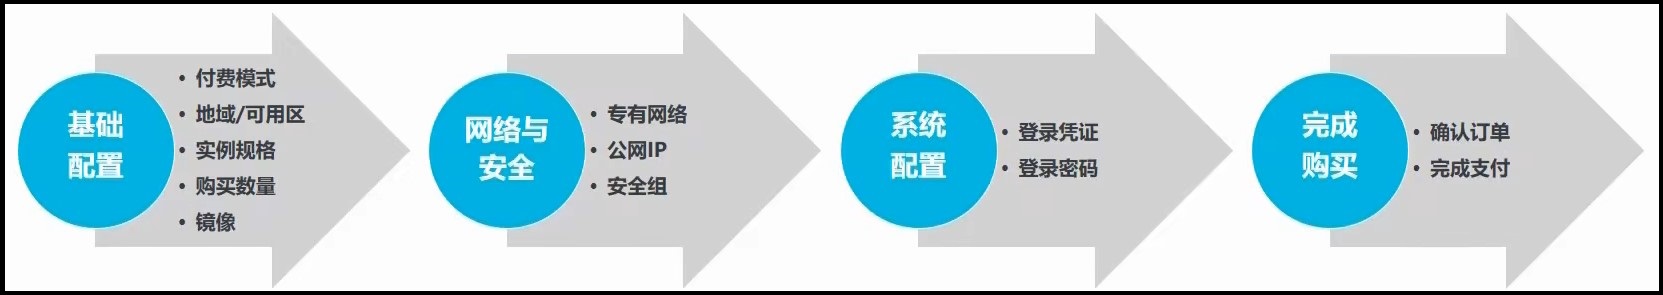 基础
配置
• 付费模式
• 地域/可用区
• 实例规格
• 购买数量
• 镜像
网络与
安全
• 专有网络
• 公网IP
• 安全组
系统
配置
• 登录凭证
• 登录密码
完成
购买
• 确认订单
• 完成支付